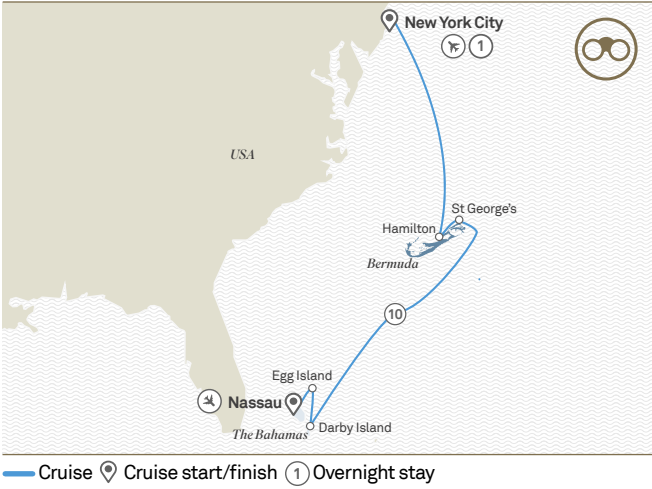 New York City
1
USA
St George's
Hamilton
Bermuda
10
Egg Island
Nassau
Darby Island
The Bahamas
Cruise Cruise start/finish 1 Overnight stay